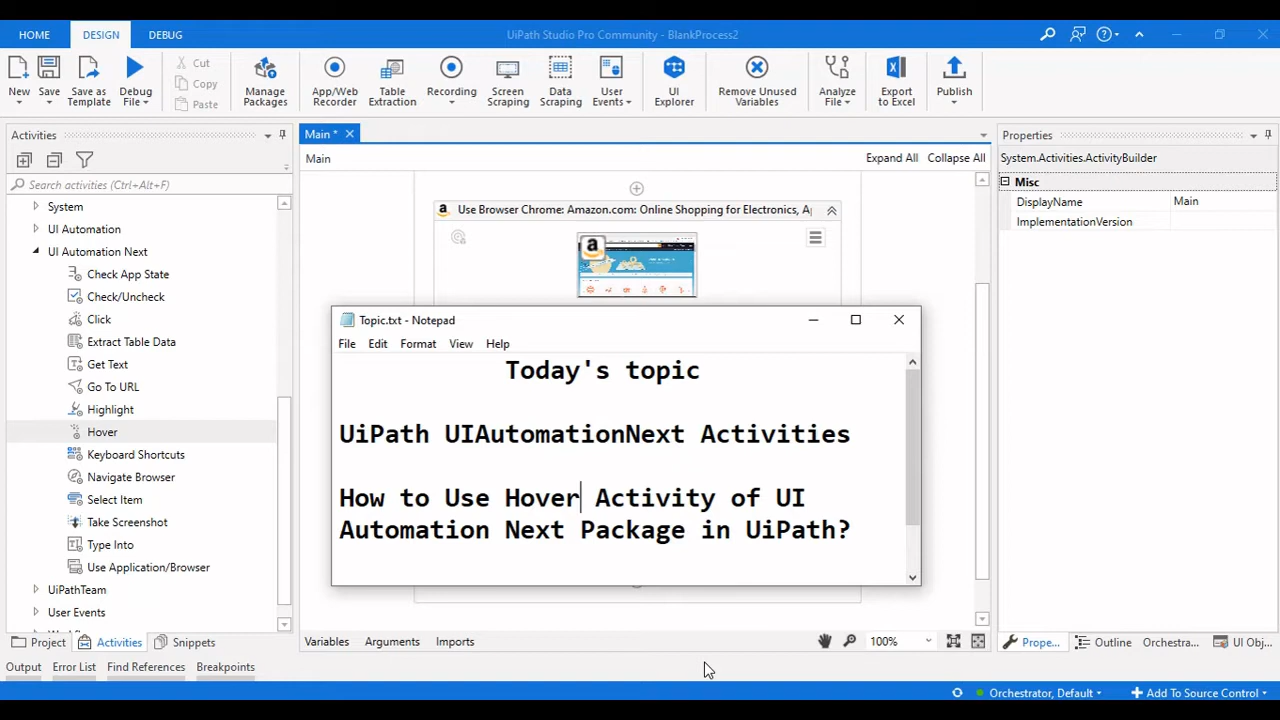 HOME
DESIGN
DEBUG
UiPath Studio Pro Community - BlankProcess2
New
Save
Save as
Template
Debug
File
Cut
Copy
Paste
Manage
Packages
App/Web
Recorder
Table
Extraction
Recording
Screen
Scraping
Data
Scraping
User
Events
UI
Explorer
Remove Unused
Variables
Analyze
File
Export
to Excel
Publish
Activities
Search activities (Ctrl+Alt+F)
System
UI Automation
UI Automation Next
Check App State
Check/Uncheck
Click
Extract Table Data
Get Text
Go To URL
Highlight
Hover
Keyboard Shortcuts
Navigate Browser
Select Item
Take Screenshot
Type Into
Use Application/Browser
UiPathTeam
User Events
Project
Activities
Snippets
Main *
Main
Expand All
Collapse All
Use Browser Chrome: Amazon.com: Online Shopping for Electronics, A
Topic.txt - Notepad
File Edit Format View Help
Today's topic
UiPath UIAutomationNext Activities
How to Use Hover Activity of UI
Automation Next Package in UiPath?
Variables
Arguments
Imports
100%
Properties
System.Activities.ActivityBuilder
Misc
DisplayName Main
ImplementationVersion
Prope...
Outline
Orchestra...
UI Obj...
Output
Error List
Find References
Breakpoints
Orchestrator, Default
Add To Source Control